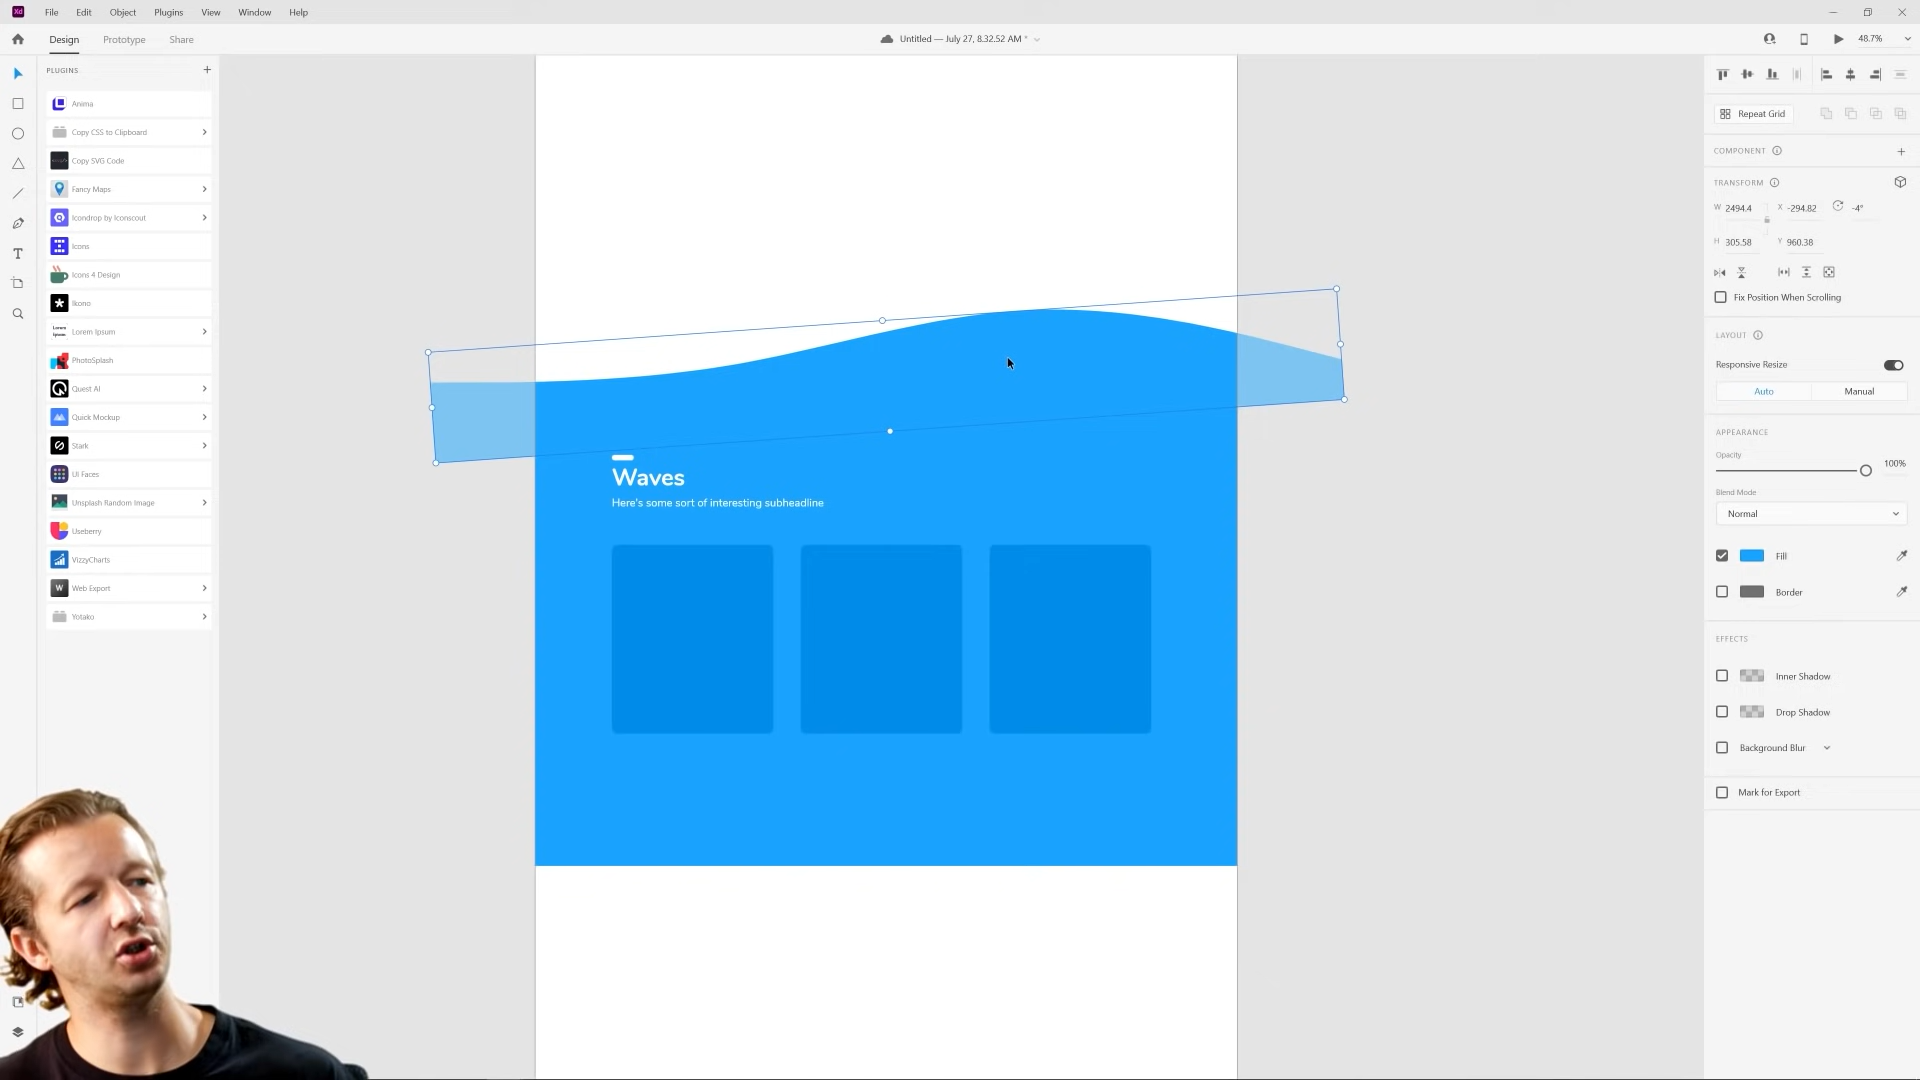 Xd File Edit Object Plugins View Window Help
Design Prototype Share
Untitled — July 27, 8.32.52 AM *
48.7%
PLUGINS
Anima
Copy CSS to Clipboard
Copy SVG Code
Fancy Maps
Icondrop by Iconscout
Icons
Icons 4 Design
Ikono
Lorem Ipsum
PhotoSplash
Quest AI
Quick Mockup
Stark
UI Faces
Unsplash Random Image
Useberry
VizzyCharts
W Web Export
Yotako
T
Waves
Here's some sort of interesting subheadline
Repeat Grid
COMPONENT
TRANSFORM
W 2494.4 X -294.82 -4°
H 305.58 Y 960.38
Fix Position When Scrolling
LAYOUT
Responsive Resize
Auto Manual
APPEARANCE
Opacity
100%
Blend Mode
Normal
Fill
Border
EFFECTS
Inner Shadow
Drop Shadow
Background Blur
Mark for Export